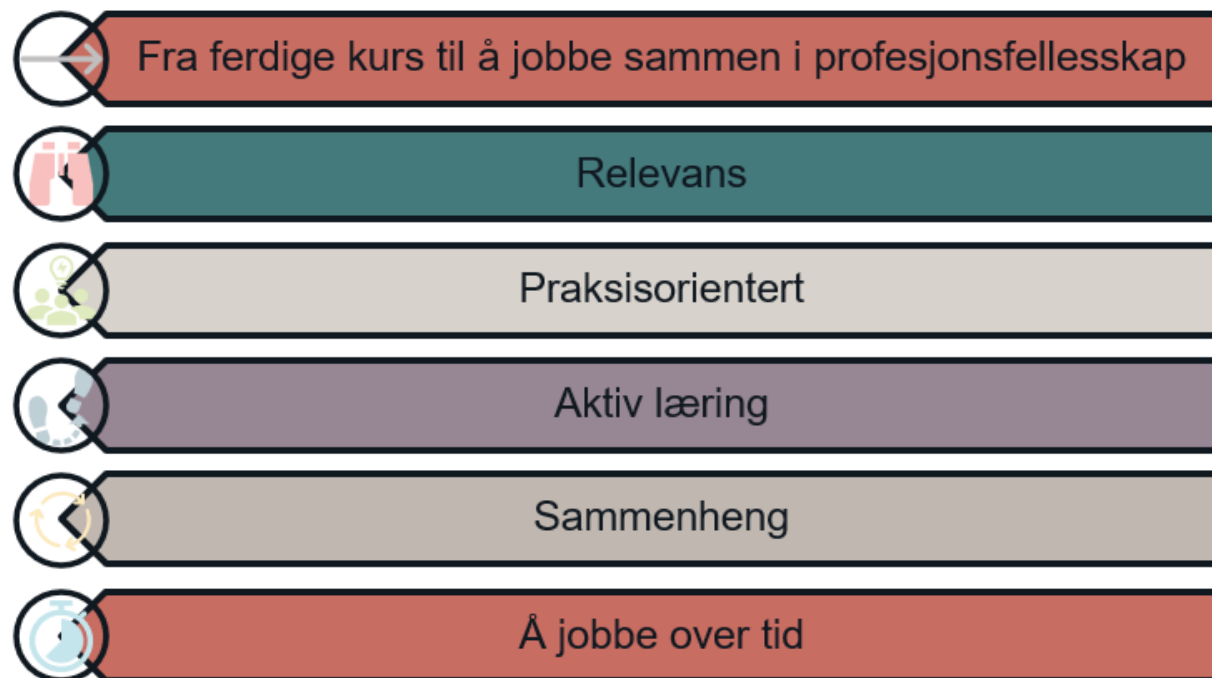 Fra ferdige kurs til å jobbe sammen i profesjonsfellesskap
Relevans
Praksisorientert
Aktiv læring
Sammenheng
Å jobbe over tid